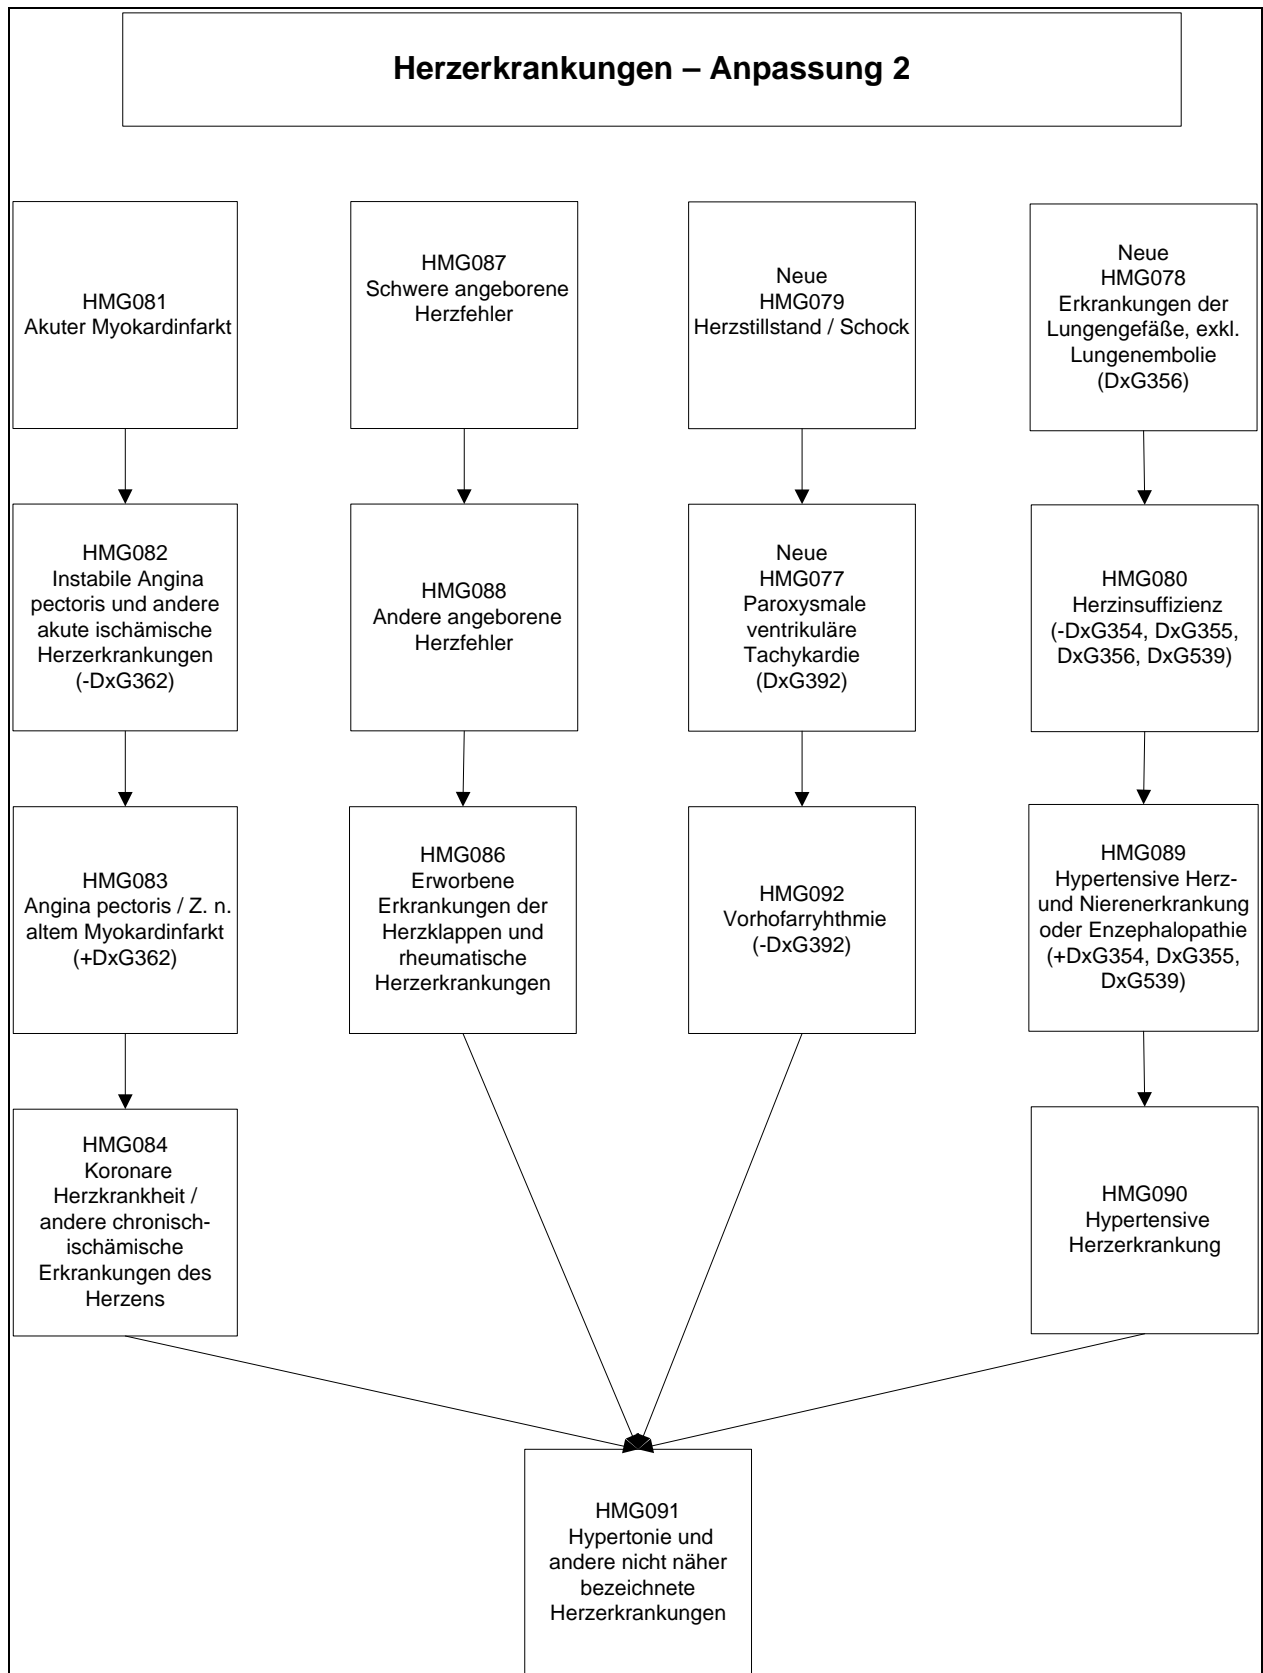 Herzerkrankungen – Anpassung 2
HMG081
Akuter Myokardinfarkt
HMG087
Schwere angeborene
Herzfehler
Neue
HMG079
Herzstillstand / Schock
Neue
HMG078
Erkrankungen der
Lungengefäße, exkl.
Lungenembolie
(DxG356)
HMG082
Instabile Angina
pectoris und andere
akute ischämische
Herzerkrankungen
(-DxG362)
HMG088
Andere angeborene
Herzfehler
Neue
HMG077
Paroxysmale
ventrikuläre
Tachykardie
(DxG392)
HMG080
Herzinsuffizienz
(-DxG354, DxG355,
DxG356, DxG539)
HMG083
Angina pectoris / Z. n.
altem Myokardinfarkt
(+DxG362)
HMG086
Erworbene
Erkrankungen der
Herzklappen und
rheumatische
Herzerkrankungen
HMG092
Vorhofarryhthmie
(-DxG392)
HMG089
Hypertensive Herz-
und Nierenerkrankung
oder Enzephalopathie
(+DxG354, DxG355,
DxG539)
HMG084
Koronare
Herzkrankheit /
andere chronisch-
ischämische
Erkrankungen des
Herzens
HMG090
Hypertensive
Herzerkrankung
HMG091
Hypertonie und
andere nicht näher
bezeichnete
Herzerkrankungen